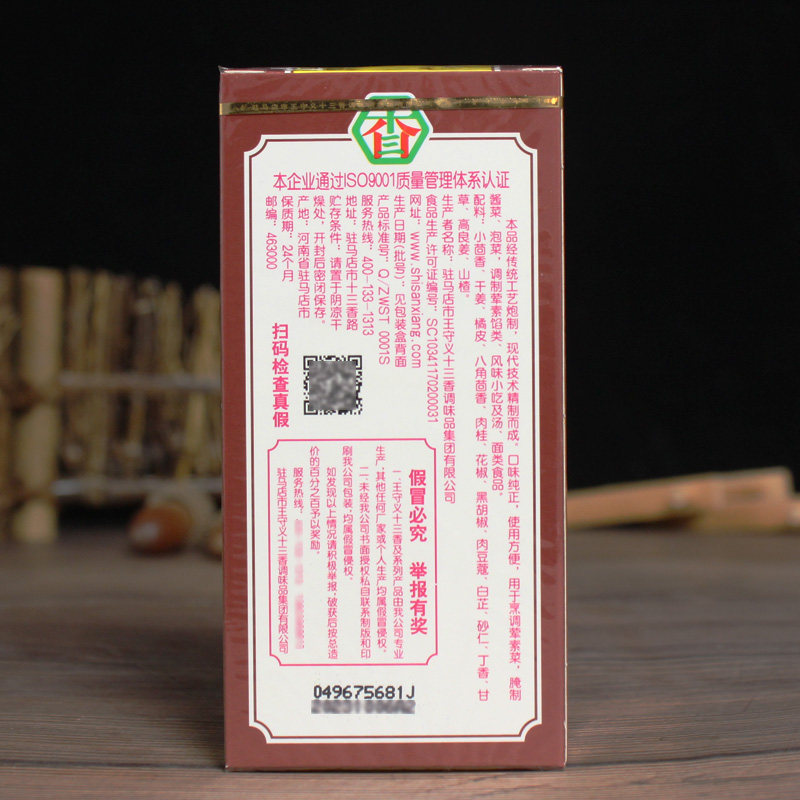 香
本企业通过ISO9001质量管理体系认证
本品经传统工艺炮制，现代技术精制而成。口味纯正，使用方便，用于烹调荤素菜，腌制
酱菜、泡菜，调制荤素馅类、风味小吃及汤、面类食品。
配料：小茴香、干姜、橘皮、八角茴香、肉桂、花椒、黑胡椒、肉豆蔻、白芷、砂仁、丁香、甘
草、高良姜、山楂。
生产者名称：驻马店市王守义十三香调味品集团有限公司
食品生产许可证编号：SC10341170200031
网址：www.shisanxiang.com
生产日期(批号)：见包装盒背面
产品标准号：Q/ZWST 0001S
服务热线：400-133-1313
地址：驻马店市十三香路
贮存条件：请置于阴凉干
燥处，开封后密闭保存。
产地：河南省驻马店市
保质期：24个月
邮编：463000
扫码检查真假
假冒必究 举报有奖
一.王守义十三香及系列产品由我公司专业
生产，其他任何厂家或个人生产均属假冒侵权。
二.未经我公司书面授权私自联系制版和印
刷我公司包装，均属假冒侵权。
如发现以上情况请积极举报，破获后按总造
价的百分之百予以奖励。
服务热线：
驻马店市王守义十三香调味品集团有限公司
049675681J